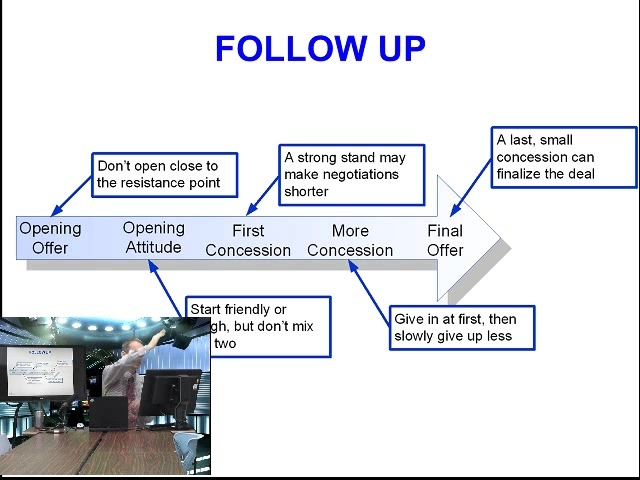 FOLLOW UP
A last, small
concession can
finalize the deal
A strong stand may
make negotiations
shorter
Don't open close to
the resistance point
Opening
Offer
Opening
Attitude
First
Concession
More
Concession
Final
Offer
Start friendly or
but don't mix
two
Give in at first, then
slowly give up less
FOLLOW UP